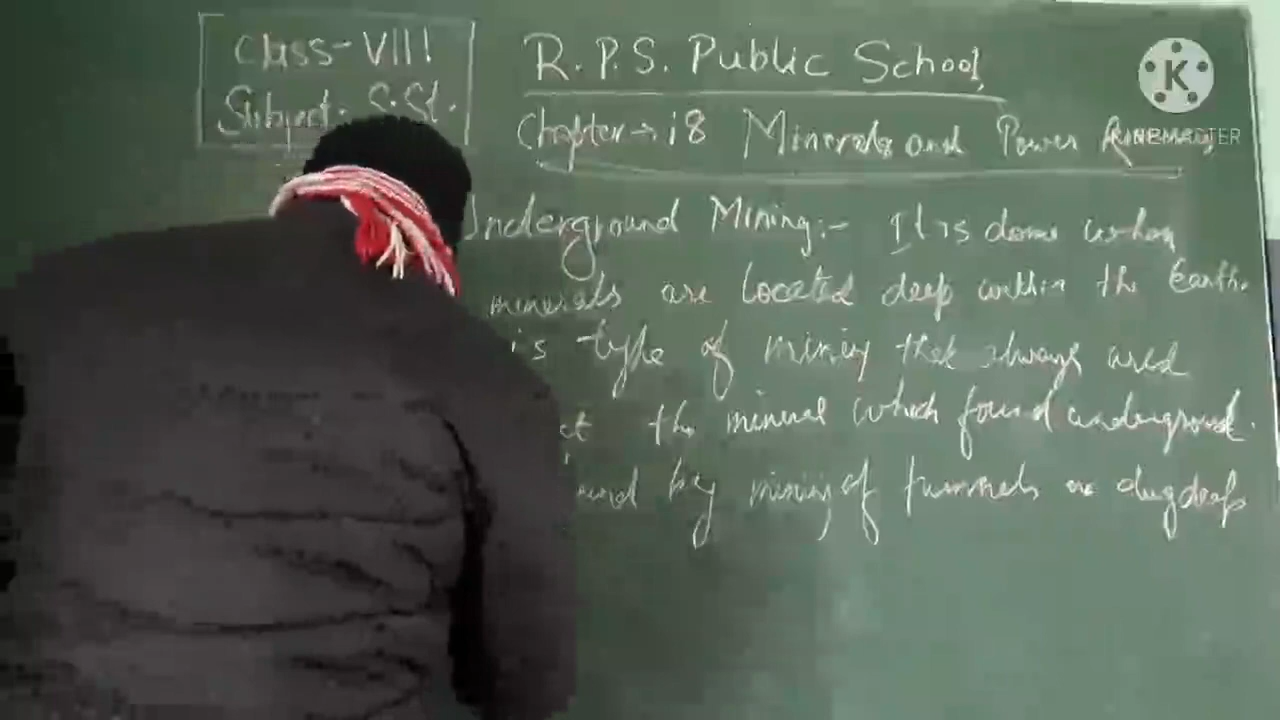 Class- VIII
Subject- S.St.
R.P.S. Public School
Chapter→18 Minerals and Power
K
KINEMASTER
Underground Mining:- It is done when
minerals are located deep within the Earth.
is type of mining that always used
the mineral which found underground.
by mining of tunnels or dug deep